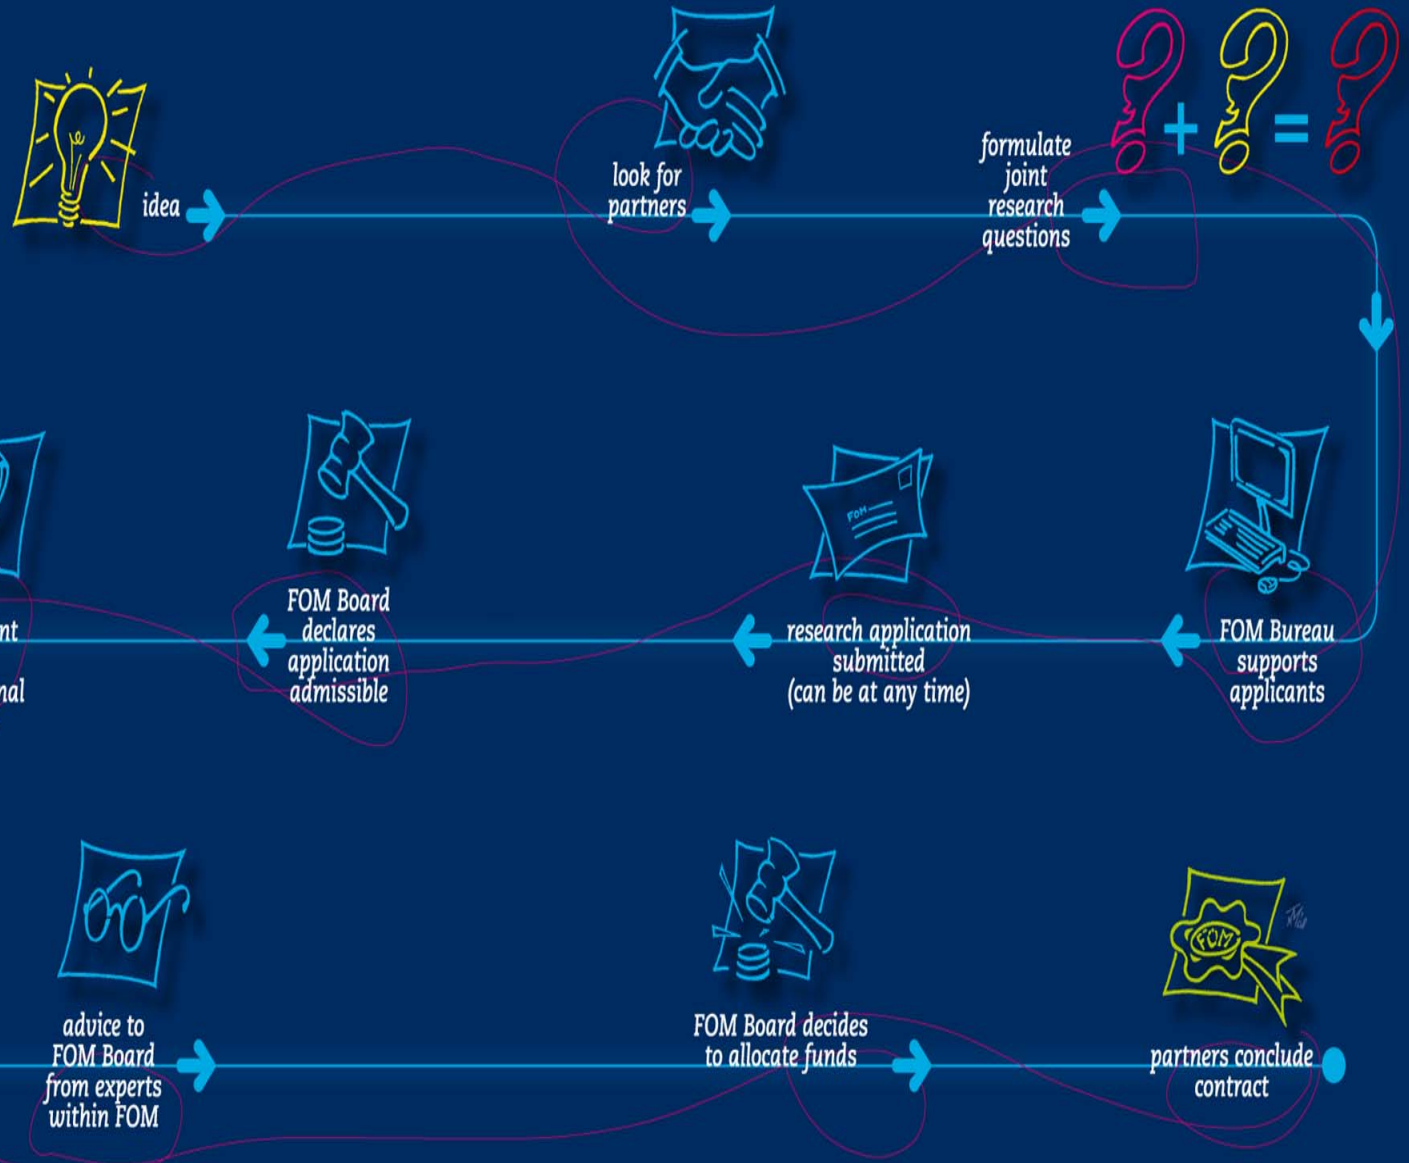 idea
look for
partners
formulate
joint
research
questions
FOM Bureau
supports
applicants
FOM
research application
submitted
(can be at any time)
FOM Board
declares
application
admissible
nt
nal
advice to
FOM Board
from experts
within FOM
FOM Board decides
to allocate funds
FOM
partners conclude
contract